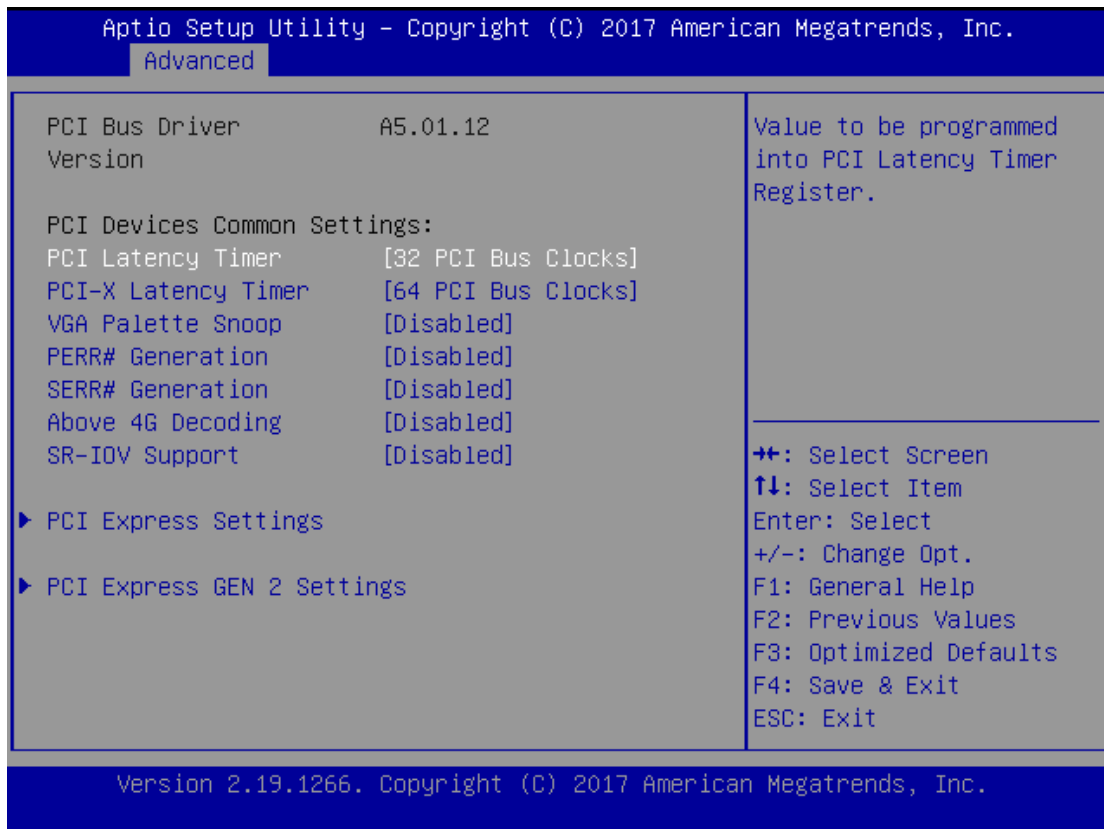 Aptio Setup Utility – Copyright (C) 2017 American Megatrends, Inc.
Advanced
PCI Bus Driver A5.01.12
Version
PCI Devices Common Settings:
PCI Latency Timer [32 PCI Bus Clocks]
PCI-X Latency Timer [64 PCI Bus Clocks]
VGA Palette Snoop [Disabled]
PERR# Generation [Disabled]
SERR# Generation [Disabled]
Above 4G Decoding [Disabled]
SR-IOV Support [Disabled]
▶ PCI Express Settings
▶ PCI Express GEN 2 Settings
Value to be programmed
into PCI Latency Timer
Register.
→←: Select Screen
↑↓: Select Item
Enter: Select
+/-: Change Opt.
F1: General Help
F2: Previous Values
F3: Optimized Defaults
F4: Save & Exit
ESC: Exit
Version 2.19.1266. Copyright (C) 2017 American Megatrends, Inc.